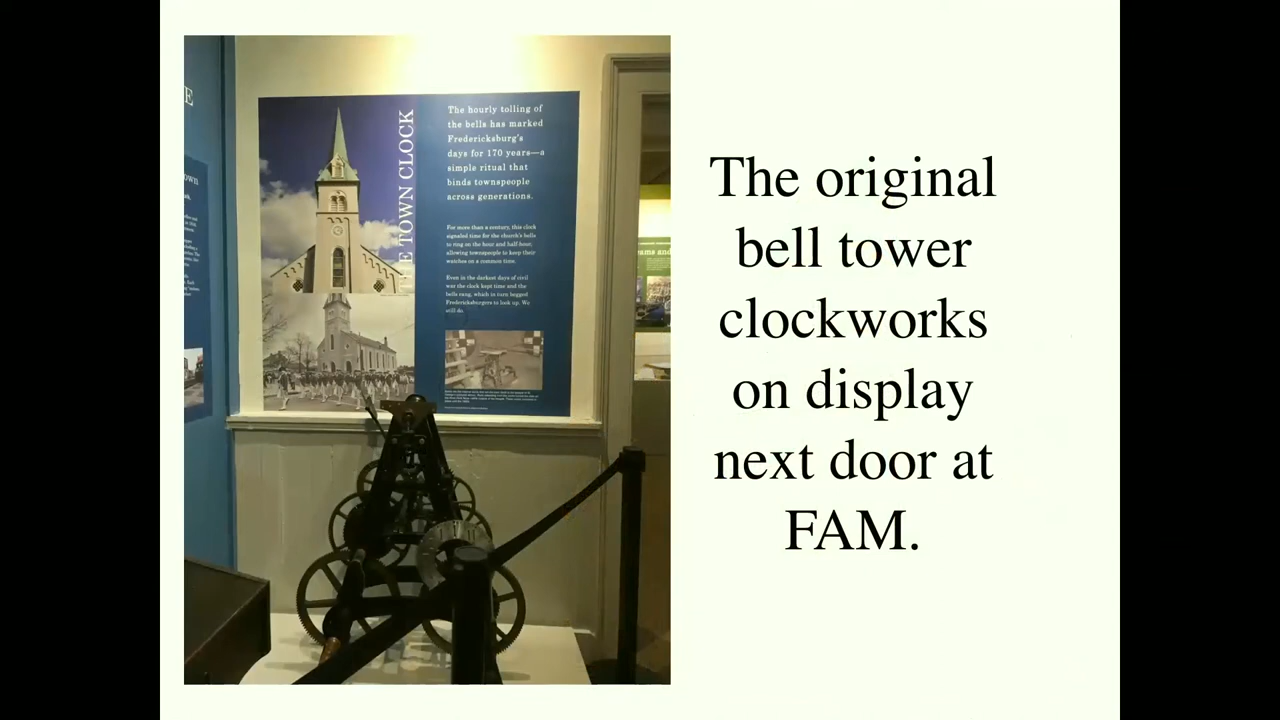 E
own
THE TOWN CLOCK
The hourly tolling of
the bells has marked
Fredericksburg's
days for 170 years—a
simple ritual that
binds townspeople
across generations.
For more than a century, this clock
signaled time for the church's bells
to ring on the hour and half hour,
allowing townspeople to keep their
watches on a common time.
Even in the darkest days of civil
war the clock kept time and the
bells rang, which in turn begged
Fredericksburgers to look up. We
still do.
ams and
The original
bell tower
clockworks
on display
next door at
FAM.